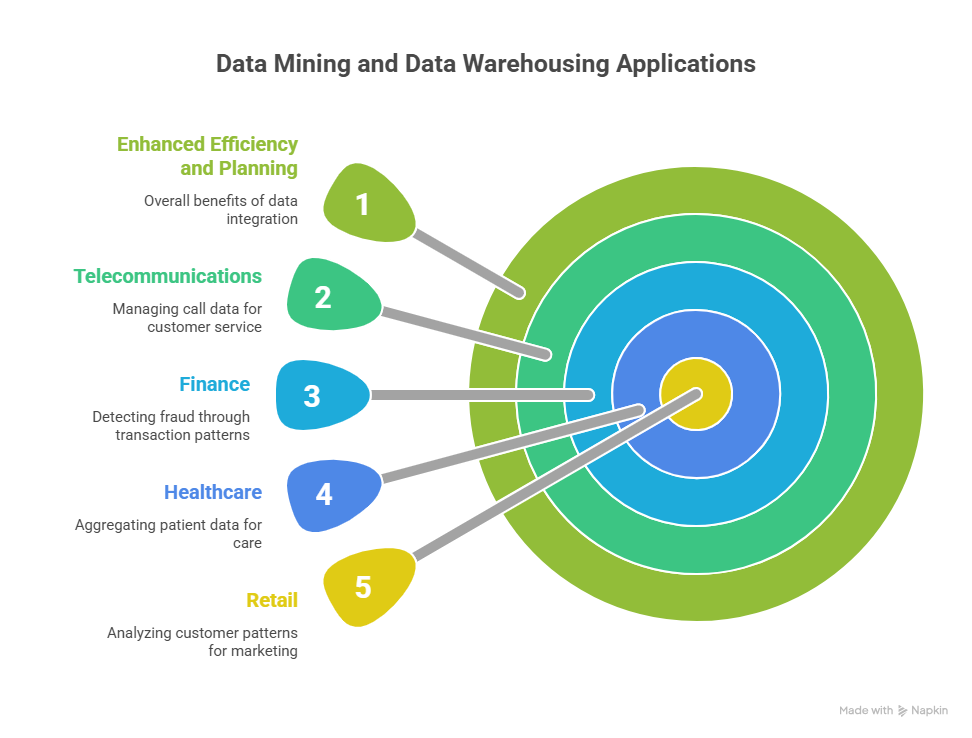 Data Mining and Data Warehousing Applications
Enhanced Efficiency
and Planning
Overall benefits of data
integration
1
Telecommunications
Managing call data for
customer service
2
Finance
Detecting fraud through
transaction patterns
3
Healthcare
Aggregating patient data for
care
4
Retail
Analyzing customer patterns
for marketing
5
Made with Napkin